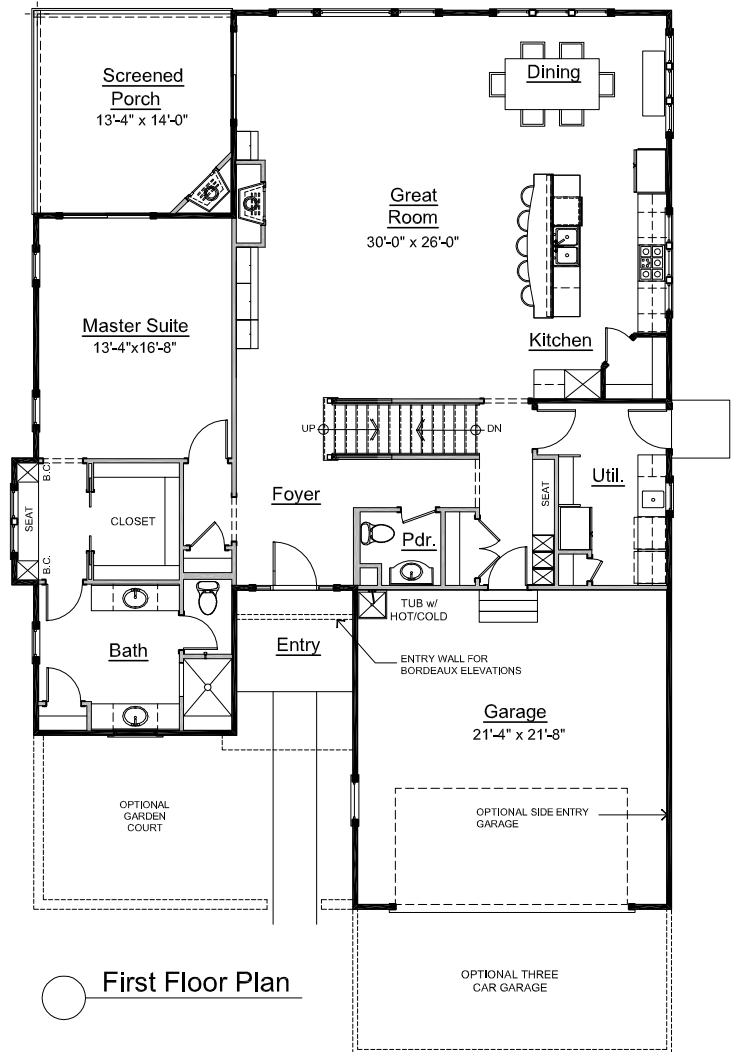 Screened
Porch
13'-4" x 14'-0"
Dining
Great
Room
30'-0" x 26'-0"
Master Suite
13'-4"x16'-8"
Kitchen
UP
DN
B.C.
SEAT
B.C.
CLOSET
Foyer
SEAT
Util.
Pdr.
TUB w/
HOT/COLD
Bath
Entry
ENTRY WALL FOR
BORDEAUX ELEVATIONS
Garage
21'-4" x 21'-8"
OPTIONAL
GARDEN
COURT
OPTIONAL SIDE ENTRY
GARAGE
First Floor Plan
OPTIONAL THREE
CAR GARAGE